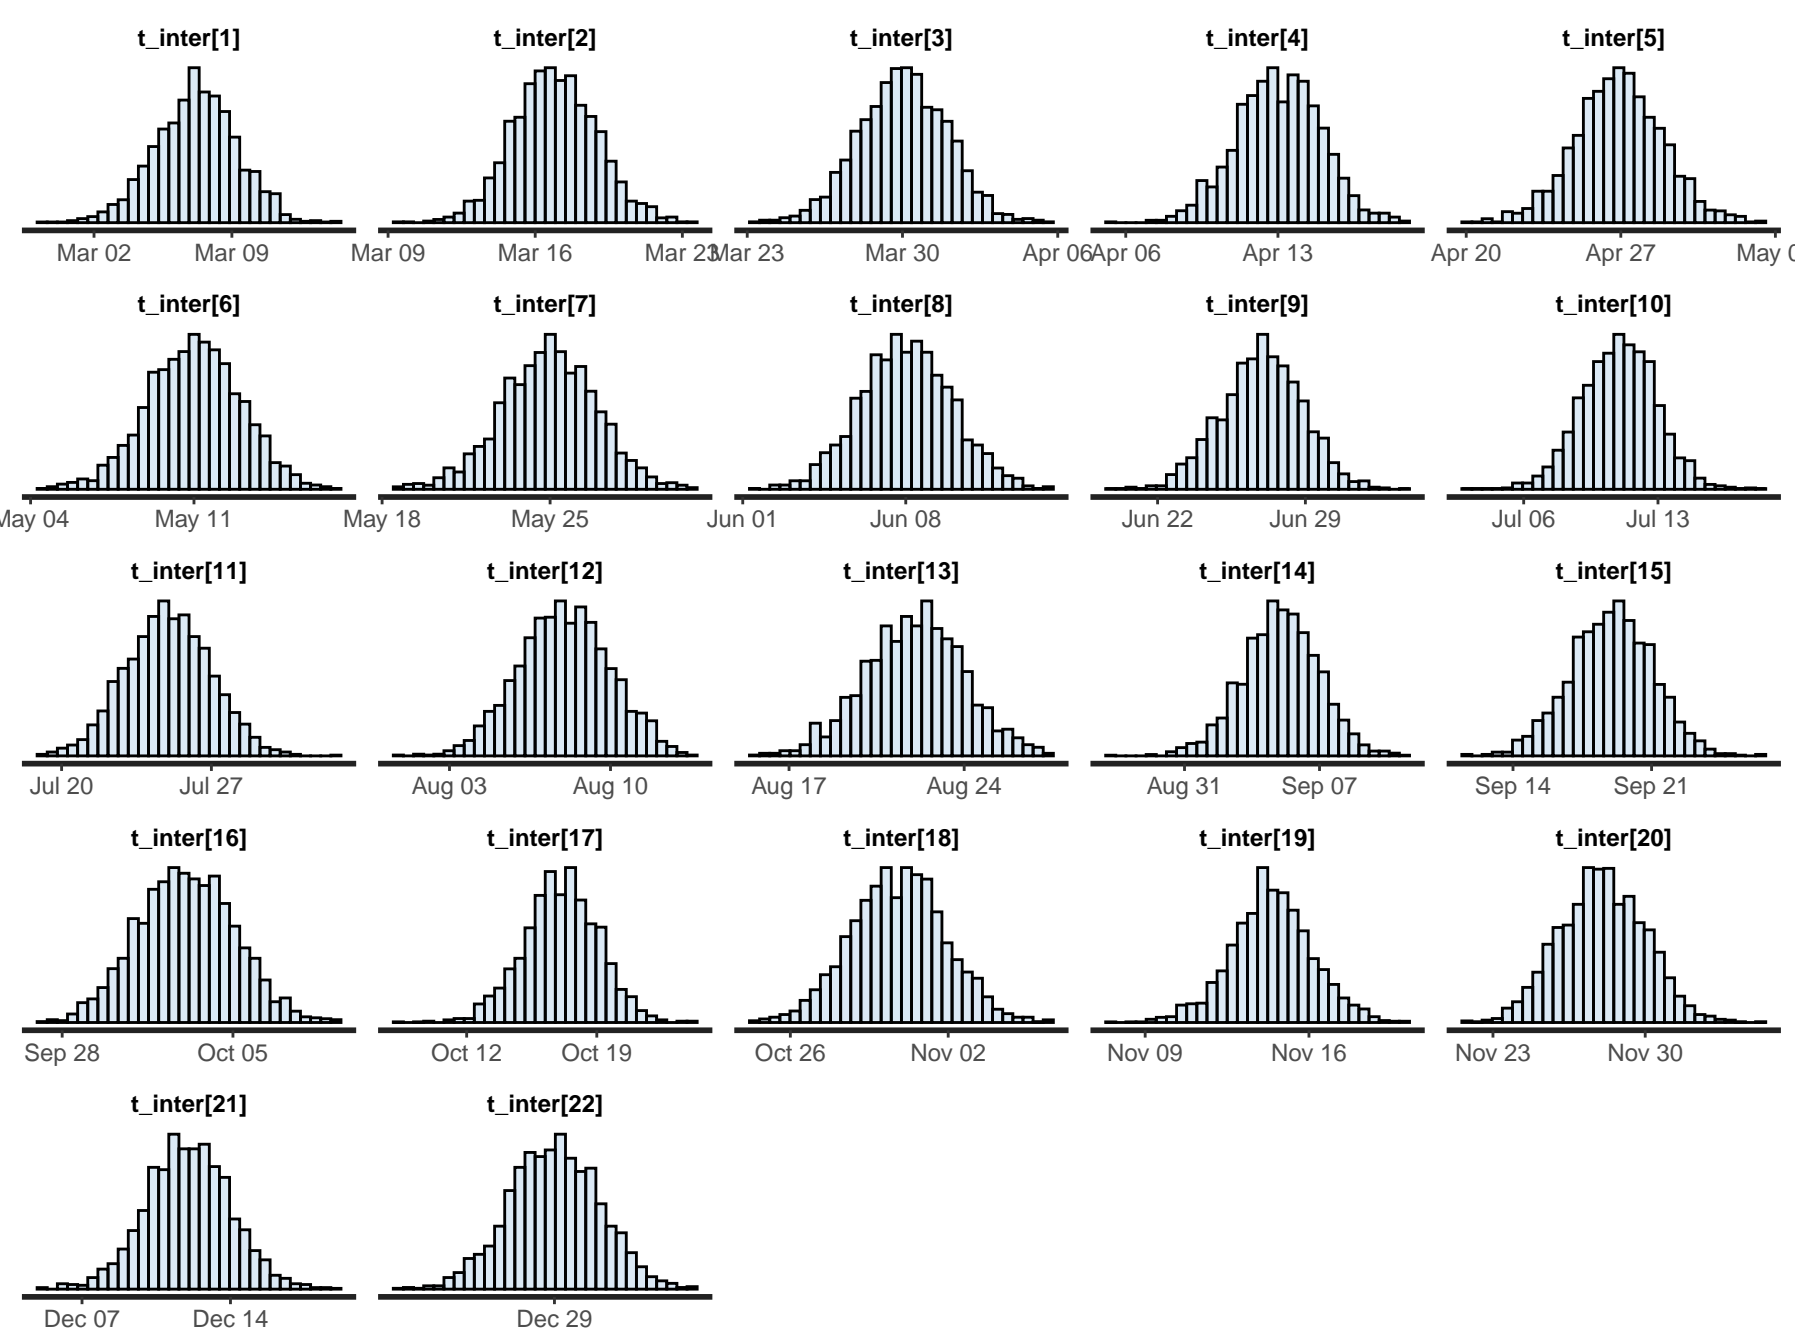 t_inter[1] t_inter[2] t_inter[3] t_inter[4] t_inter[5]
Mar 02 Mar 09 Mar 09 Mar 16 Mar 23 Mar 23 Mar 30 Apr 06 Apr 06 Apr 13 Apr 20 Apr 27 May 0
t_inter[6] t_inter[7] t_inter[8] t_inter[9] t_inter[10]
May 04 May 11 May 18 May 25 Jun 01 Jun 08 Jun 22 Jun 29 Jul 06 Jul 13
t_inter[11] t_inter[12] t_inter[13] t_inter[14] t_inter[15]
Jul 20 Jul 27 Aug 03 Aug 10 Aug 17 Aug 24 Aug 31 Sep 07 Sep 14 Sep 21
t_inter[16] t_inter[17] t_inter[18] t_inter[19] t_inter[20]
Sep 28 Oct 05 Oct 12 Oct 19 Oct 26 Nov 02 Nov 09 Nov 16 Nov 23 Nov 30
t_inter[21] t_inter[22]
Dec 07 Dec 14 Dec 29